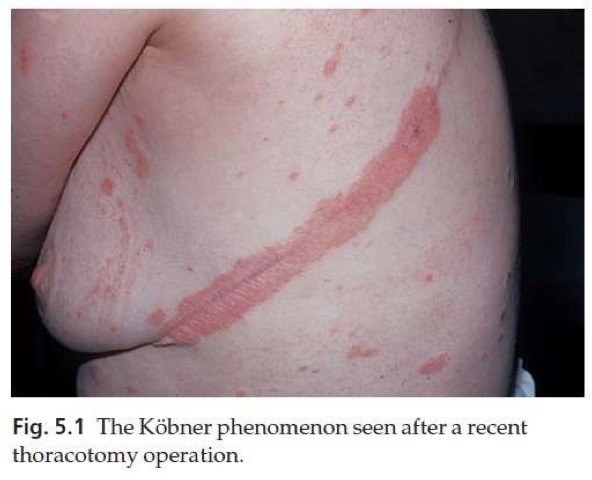 Fig. 5.1 The Köbner phenomenon seen after a recent
thoracotomy operation.